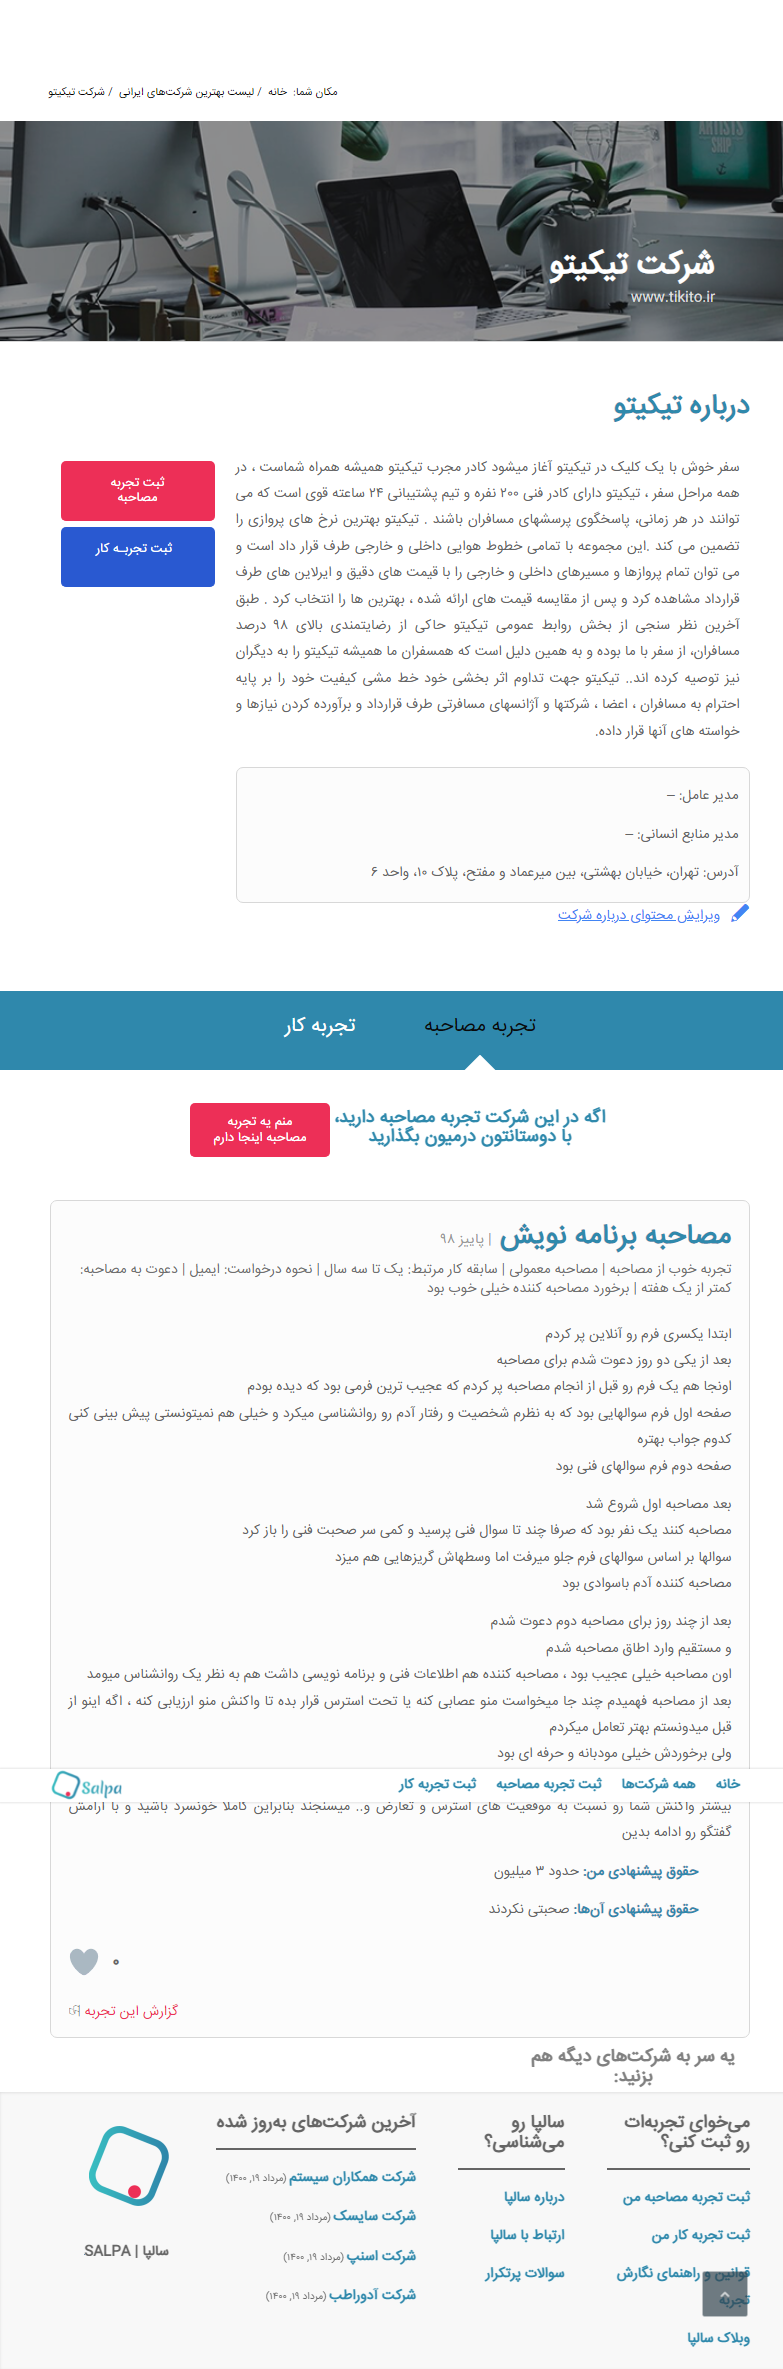 مکان شما: خانه / لیست بهترین شرکت‌های ایرانی / شرکت تیکیتو
ARTISTS
SHIP
شرکت تیکیتو
www.tikito.ir
درباره تیکیتو
سفر خوش با یک کلیک در تیکیتو آغاز میشود کادر مجرب تیکیتو همیشه همراه شماست ، در
همه مراحل سفر ، تیکیتو دارای کادر فنی ۲۰۰ نفره و تیم پشتیبانی ۲۴ ساعته قوی است که می
توانند در هر زمانی، پاسخگوی پرسشهای مسافران باشند . تیکیتو بهترین نرخ های پروازی را
تضمین می کند .این مجموعه با تمامی خطوط هوایی داخلی و خارجی طرف قرار داد است و
می توان تمام پروازها و مسیرهای داخلی و خارجی را با قیمت های دقیق و ایرلاین های طرف
قرارداد مشاهده کرد و پس از مقایسه قیمت های ارائه شده ، بهترین ها را انتخاب کرد . طبق
آخرین نظر سنجی از بخش روابط عمومی تیکیتو حاکی از رضایتمندی بالای ۹۸ درصد
مسافران، از سفر با ما بوده و به همین دلیل است که همسفران ما همیشه تیکیتو را به دیگران
نیز توصیه کرده اند.. تیکیتو جهت تداوم اثر بخشی خود خط مشی کیفیت خود را بر پایه
احترام به مسافران ، اعضا ، شرکتها و آژانسهای مسافرتی طرف قرارداد و برآورده کردن نیازها و
خواسته های آنها قرار داده.
ثبت تجربه
مصاحبه
ثبت تجربـه کار
مدیر عامل: –
مدیر منابع انسانی: –
آدرس: تهران، خیابان بهشتی، بین میرعماد و مفتح، پلاک ۱۰، واحد ۶
ویرایش محتوای درباره شرکت
تجربه مصاحبه
تجربه کار
اگه در این شرکت تجربه مصاحبه دارید،
با دوستانتون درمیون بگذارید
منم یه تجربه
مصاحبه اینجا دارم
مصاحبه برنامه نویش | پاییز ۹۸
تجربه خوب از مصاحبه | مصاحبه معمولی | سابقه کار مرتبط: یک تا سه سال | نحوه درخواست: ایمیل | دعوت به مصاحبه:
کمتر از یک هفته | برخورد مصاحبه کننده خیلی خوب بود
ابتدا یکسری فرم رو آنلاین پر کردم
بعد از یکی دو روز دعوت شدم برای مصاحبه
اونجا هم یک فرم رو قبل از انجام مصاحبه پر کردم که عجیب ترین فرمی بود که دیده بودم
صفحه اول فرم سوالهایی بود که به نظرم شخصیت و رفتار آدم رو روانشناسی میکرد و خیلی هم نمیتونستی پیش بینی کنی
کدوم جواب بهتره
صفحه دوم فرم سوالهای فنی بود
بعد مصاحبه اول شروع شد
مصاحبه کنند یک نفر بود که صرفا چند تا سوال فنی پرسید و کمی سر صحبت فنی را باز کرد
سوالها بر اساس سوالهای فرم جلو میرفت اما وسطهاش گریزهایی هم میزد
مصاحبه کننده آدم باسوادی بود
بعد از چند روز برای مصاحبه دوم دعوت شدم
و مستقیم وارد اطاق مصاحبه شدم
اون مصاحبه خیلی عجیب بود ، مصاحبه کننده هم اطلاعات فنی و برنامه نویسی داشت هم به نظر یک روانشناس میومد
بعد از مصاحبه فهمیدم چند جا میخواست منو عصابی کنه یا تحت استرس قرار بده تا واکنش منو ارزیابی کنه ، اگه اینو از
قبل میدونستم بهتر تعامل میکردم
ولی برخوردش خیلی مودبانه و حرفه ای بود
خانه همه شرکت‌ها ثبت تجربه مصاحبه ثبت تجربه کار
Salpa
بیشتر واکنش شما رو نسبت به موقعیت های استرس و تعارض و.. میسنجند بنابراین کاملا خونسرد باشید و با آرامش
گفتگو رو ادامه بدین
حقوق پیشنهادی من: حدود ۳ میلیون
حقوق پیشنهادی آن‌ها: صحبتی نکردند
۰
گزارش این تجربه
یه سر به شرکت‌های دیگه هم
بزنید:
می‌خوای تجربه‌ات
رو ثبت کنی؟
ثبت تجربه مصاحبه من
ثبت تجربه کار من
قوانین و راهنمای نگارش
تجربه
وبلاک سالپا
سالپا رو
می‌شناسی؟
درباره سالپا
ارتباط با سالپا
سوالات پرتکرار
آخرین شرکت‌های به‌روز شده
شرکت همکاران سیستم (مرداد ۱۹, ۱۴۰۰)
شرکت سایسک (مرداد ۱۹, ۱۴۰۰)
شرکت اسنپ (مرداد ۱۹, ۱۴۰۰)
شرکت آدوراطب (مرداد ۱۹, ۱۴۰۰)
سالپا | SALPA